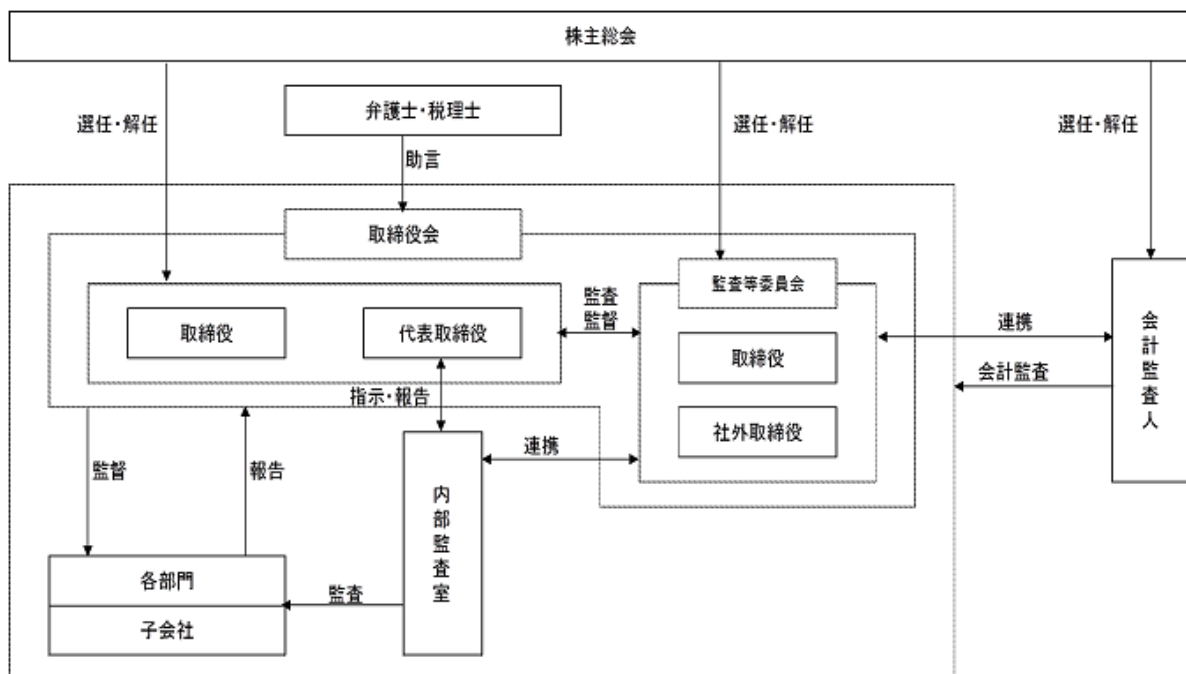 株主総会
弁護士・税理士
選任・解任
選任・解任
選任・解任
助言
取締役会
監査等委員会
監査
監督
取締役
代表取締役
連携
会計監査人
取締役
会計監査
指示・報告
社外取締役
連携
監督
報告
内部監査室
各部門
監査
子会社